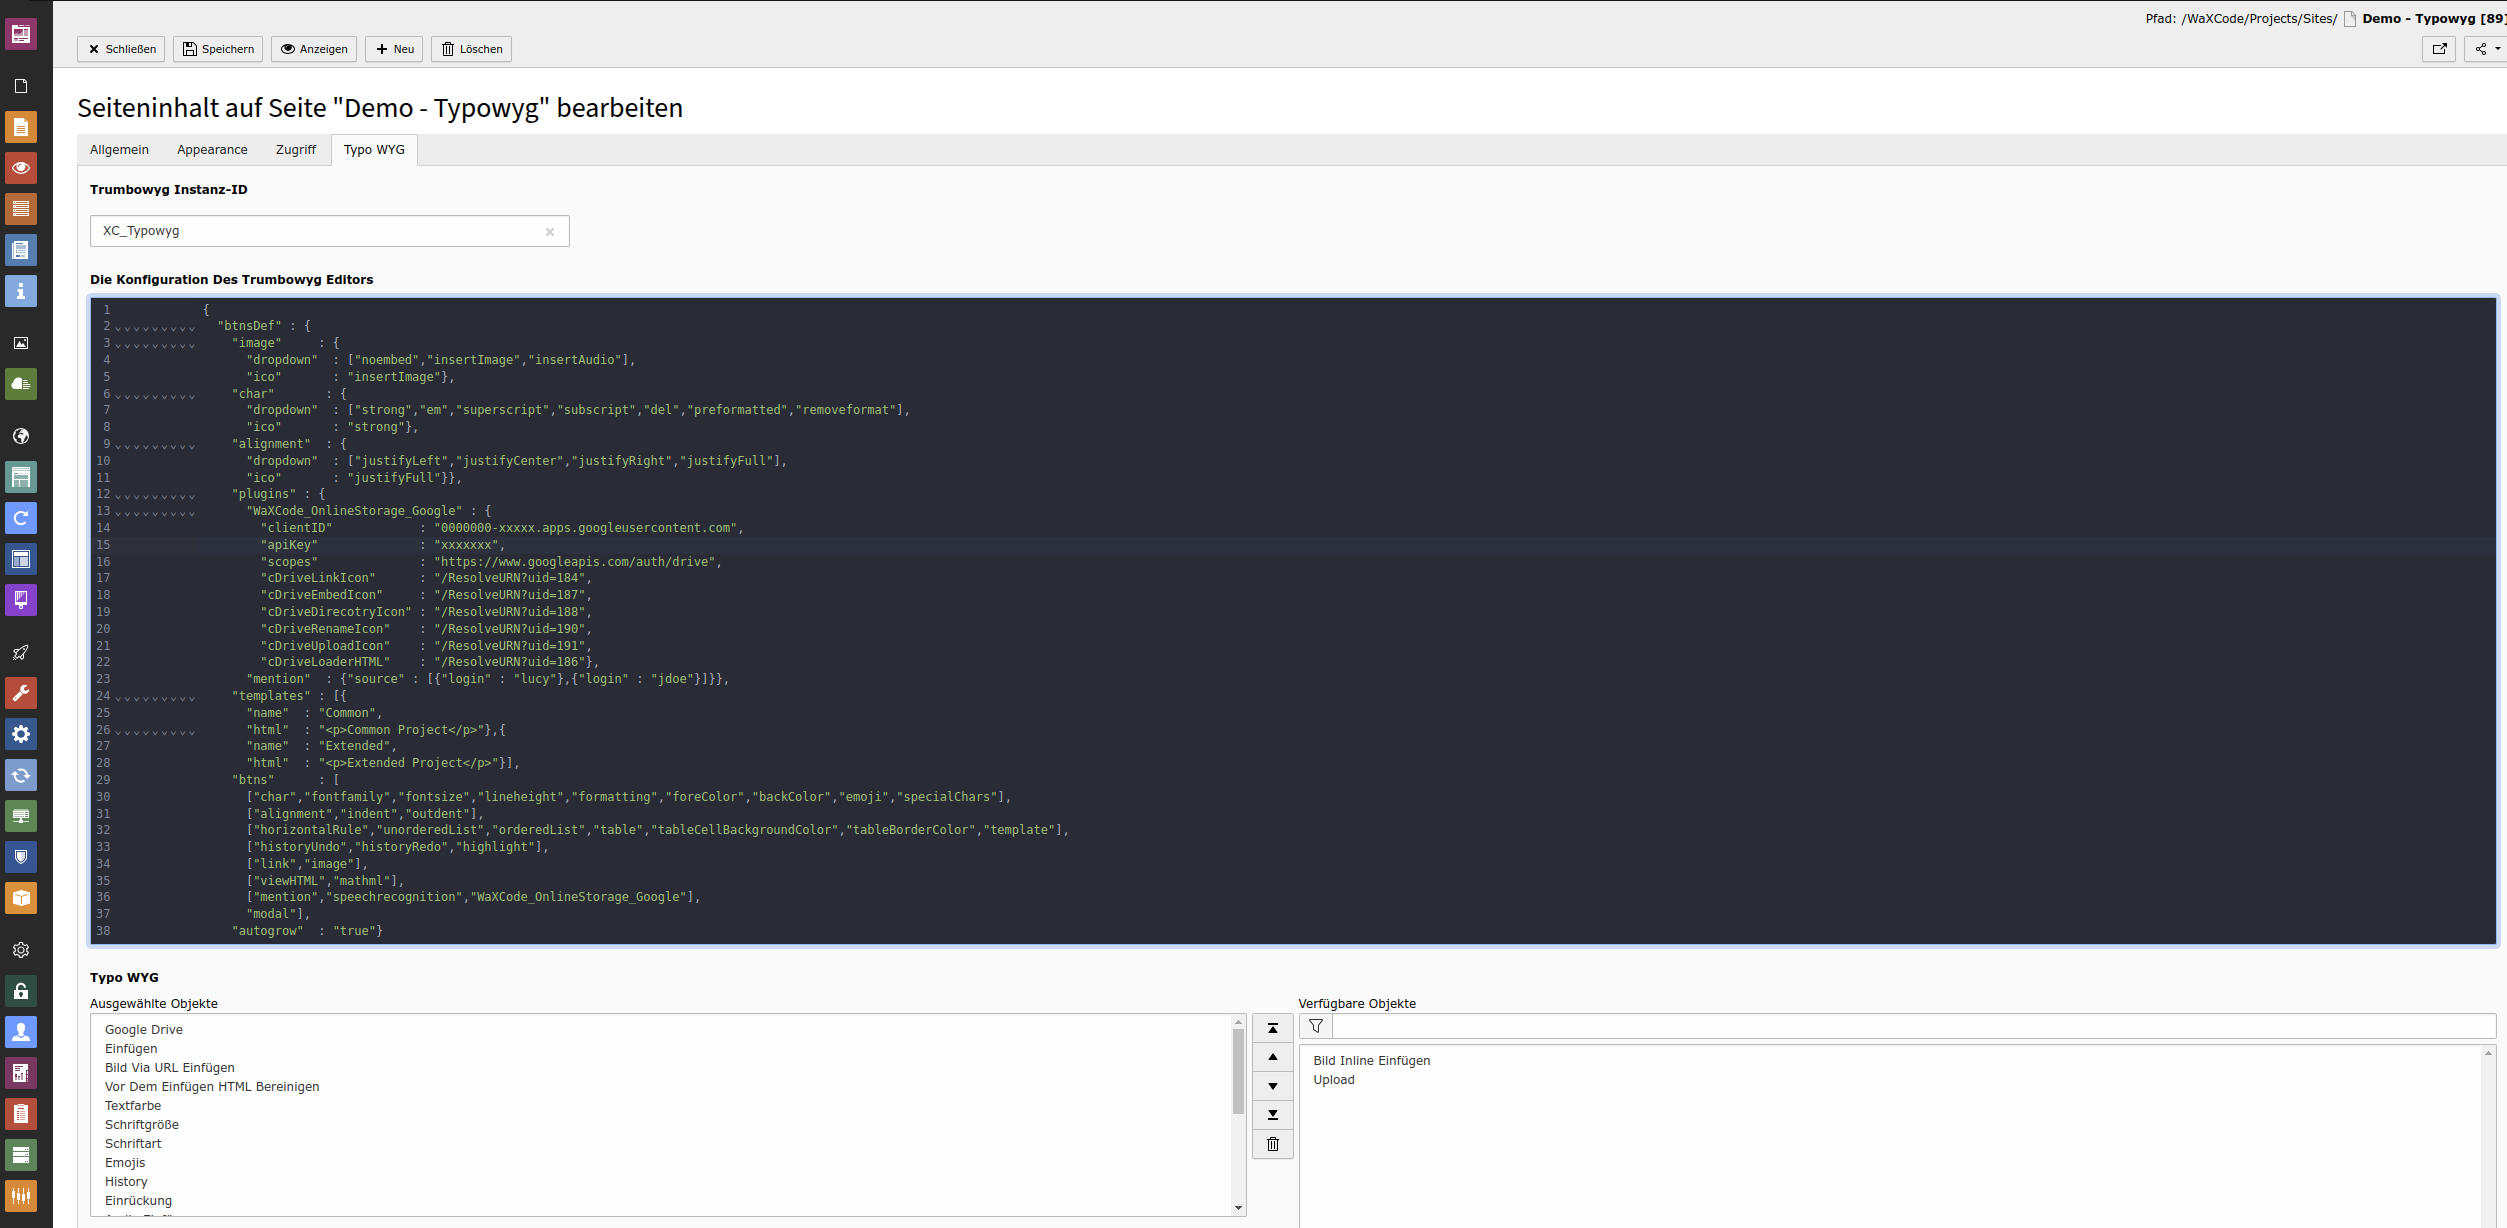 Pfad: /WaXCode/Projects/Sites/ Demo - Typowyg [89]
Schließen Speichern Anzeigen Neu Löschen
Seiteninhalt auf Seite "Demo - Typowyg" bearbeiten
Allgemein Appearance Zugriff Typo WYG
Trumbowyg Instanz-ID
XC_Typowyg
Die Konfiguration Des Trumbowyg Editors
1 {
2 "btnsDef" : {
3 "image" : {
4 "dropdown" : ["noembed","insertImage","insertAudio"],
5 "ico" : "insertImage"},
6 "char" : {
7 "dropdown" : ["strong","em","superscript","subscript","del","preformatted","removeformat"],
8 "ico" : "strong"},
9 "alignment" : {
10 "dropdown" : ["justifyLeft","justifyCenter","justifyRight","justifyFull"],
11 "ico" : "justifyFull"}},
12 "plugins" : {
13 "WaXCode_OnlineStorage_Google" : {
14 "clientID" : "0000000-xxxxx.apps.googleusercontent.com",
15 "apiKey" : "xxxxxxx",
16 "scopes" : "https://www.googleapis.com/auth/drive",
17 "cDriveLinkIcon" : "/ResolveURN?uid=184",
18 "cDriveEmbedIcon" : "/ResolveURN?uid=187",
19 "cDriveDirecotryIcon" : "/ResolveURN?uid=188",
20 "cDriveRenameIcon" : "/ResolveURN?uid=190",
21 "cDriveUploadIcon" : "/ResolveURN?uid=191",
22 "cDriveLoaderHTML" : "/ResolveURN?uid=186"},
23 "mention" : {"source" : [{"login" : "lucy"},{"login" : "jdoe"}]}},
24 "templates" : [{
25 "name" : "Common",
26 "html" : "<p>Common Project</p>"},{
27 "name" : "Extended",
28 "html" : "<p>Extended Project</p>"}],
29 "btns" : [
30 ["char","fontfamily","fontsize","lineheight","formatting","foreColor","backColor","emoji","specialChars"],
31 ["alignment","indent","outdent"],
32 ["horizontalRule","unorderedList","orderedList","table","tableCellBackgroundColor","tableBorderColor","template"],
33 ["historyUndo","historyRedo","highlight"],
34 ["link","image"],
35 ["viewHTML","mathml"],
36 ["mention","speechrecognition","WaXCode_OnlineStorage_Google"],
37 "modal"],
38 "autogrow" : "true"}
Typo WYG
Ausgewählte Objekte
Google Drive
Einfügen
Bild Via URL Einfügen
Vor Dem Einfügen HTML Bereinigen
Textfarbe
Schriftgröße
Schriftart
Emojis
History
Einrückung
Verfügbare Objekte
Bild Inline Einfügen
Upload